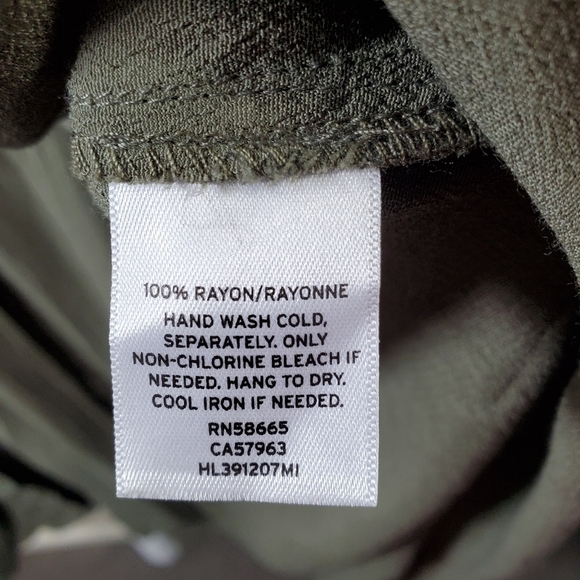 100% RAYON/RAYONNE
HAND WASH COLD,
SEPARATELY. ONLY
NON-CHLORINE BLEACH IF
NEEDED. HANG TO DRY.
COOL IRON IF NEEDED.
RN58665
CA57963
HL391207MI